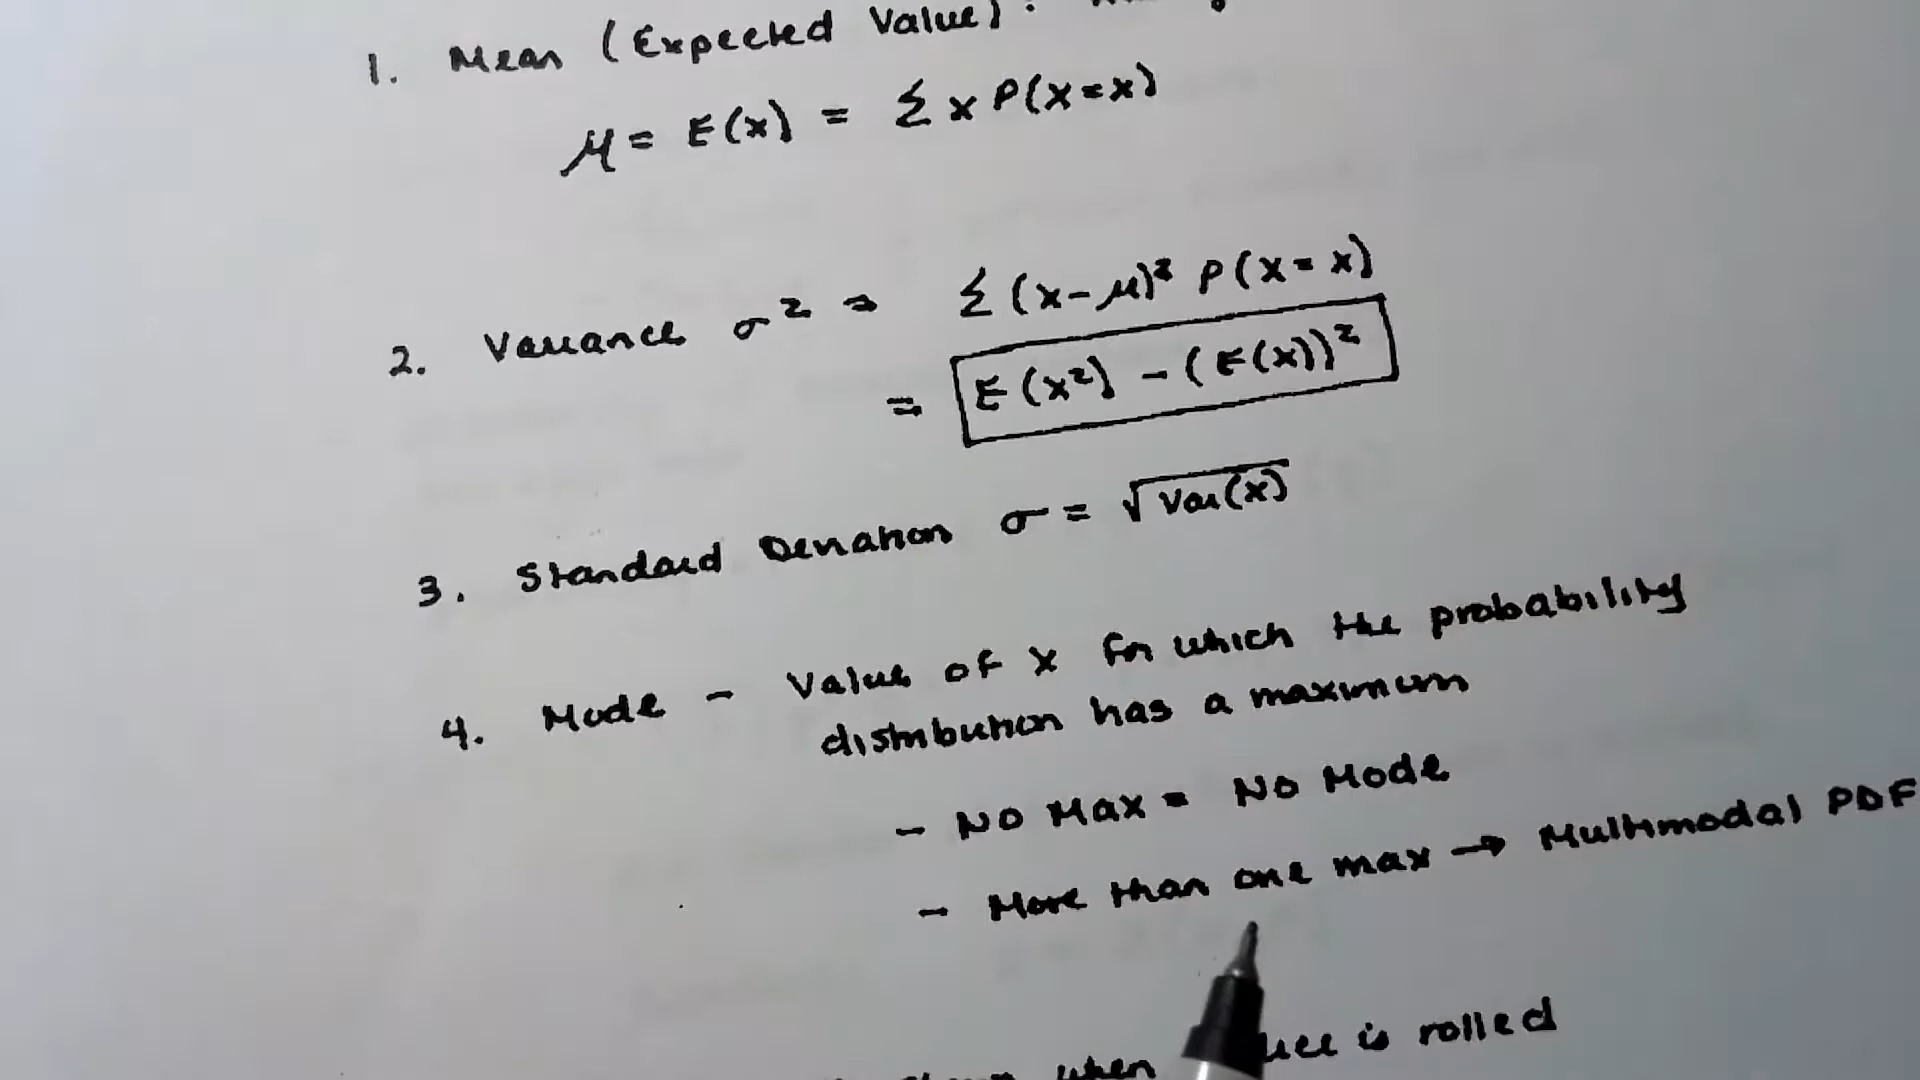 1. Mean (Expected Value) :
μ = E(x) = Σ x P(X=x)
2. Variance σ² = Σ (x-μ)² P(X=x)
= E(x²) - (E(x))²
3. Standard Deviation σ = √Var(x)
4. Mode - Value of x for which the probability
distribution has a maximum
- No Max = No Mode
- More than one max → Multimodal PDF
when is rolled